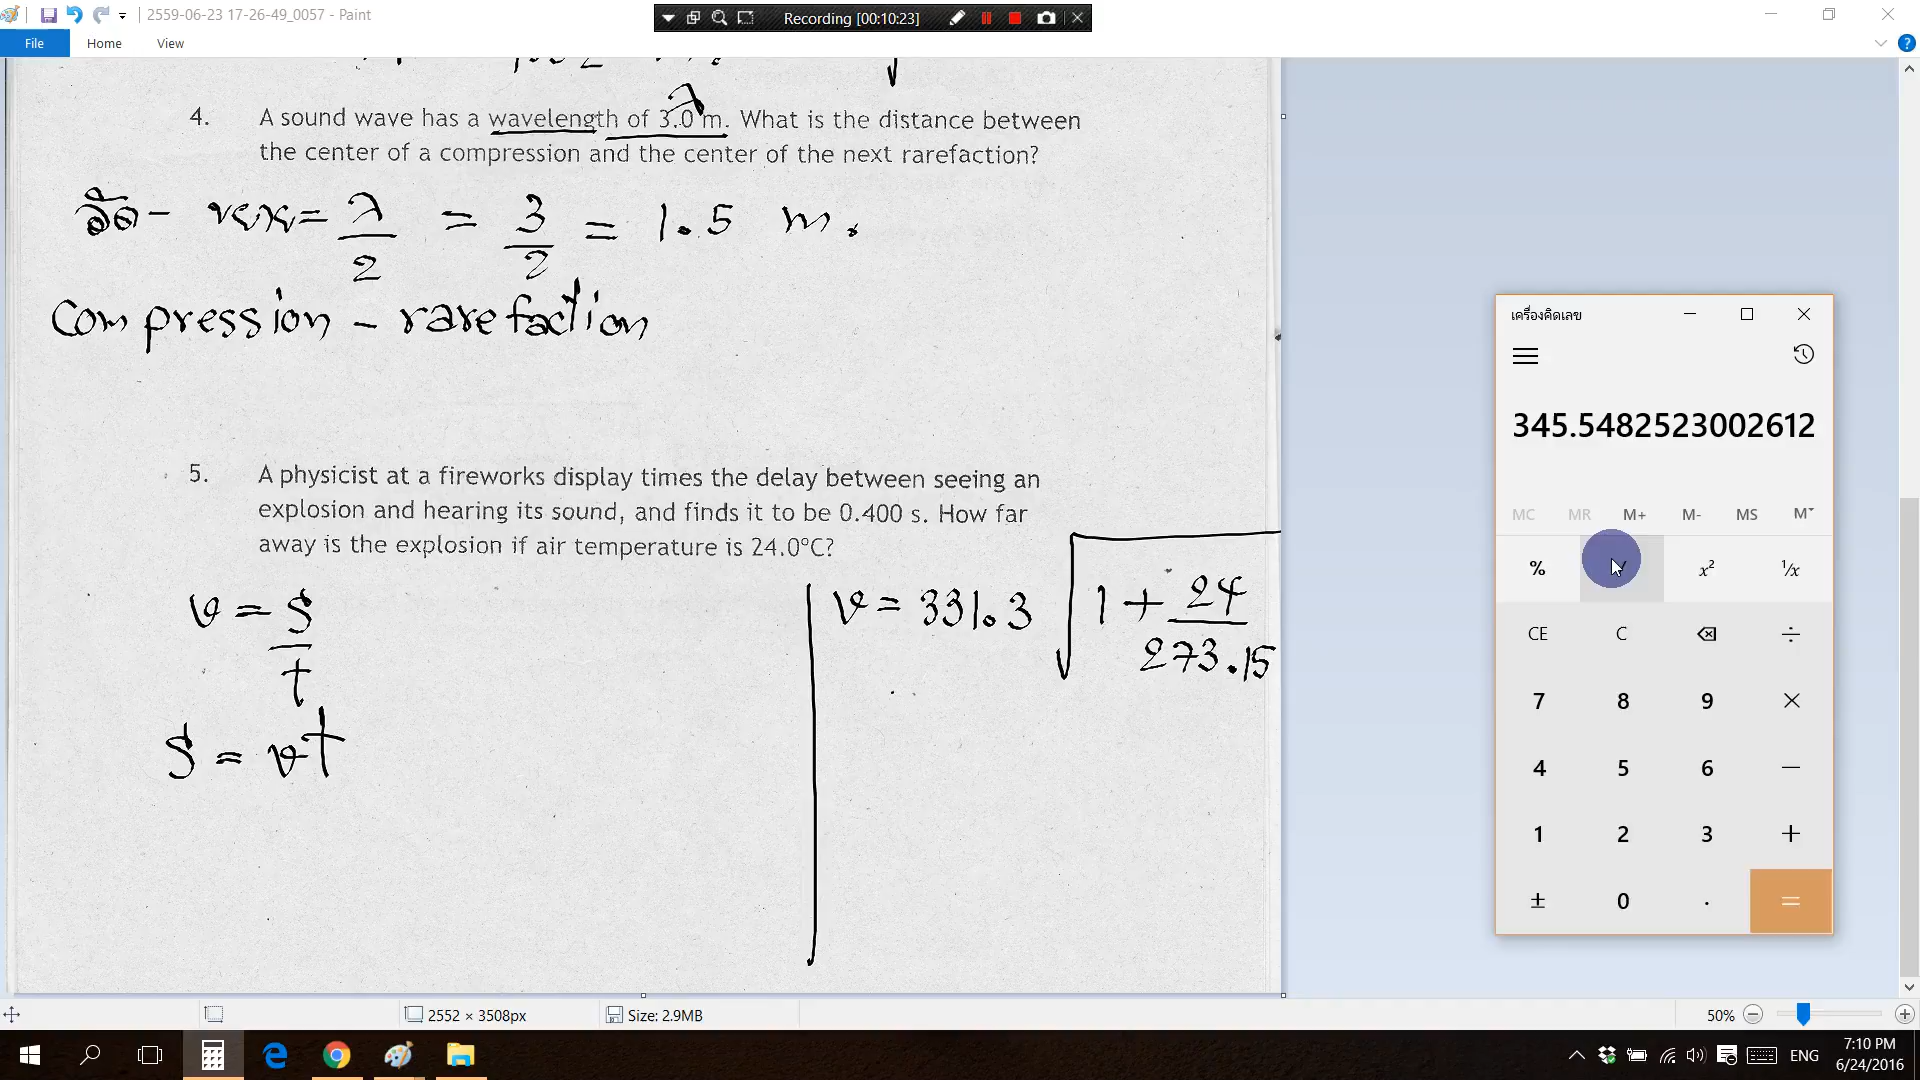 2559-06-23 17-26-49_0057 - Paint
Recording [00:10:23]
File Home View
4. A sound wave has a wavelength of 3.0 m. What is the distance between
the center of a compression and the center of the next rarefaction?
λ
อัด - ขยาย = λ/2 = 3/2 = 1.5 m.
Compression - rarefaction
5. A physicist at a fireworks display times the delay between seeing an
explosion and hearing its sound, and finds it to be 0.400 s. How far
away is the explosion if air temperature is 24.0°C?
v = s/t
s = vt
v = 331.3 √1 + 24/273.15
เครื่องคิดเลข
345.5482523002612
MC MR M+ M- MS M▾
% √ x² ¹/x
CE C ⌫ ÷
7 8 9 ×
4 5 6 −
1 2 3 +
± 0 . =
2552 × 3508px
Size: 2.9MB
50%
ENG
7:10 PM
6/24/2016